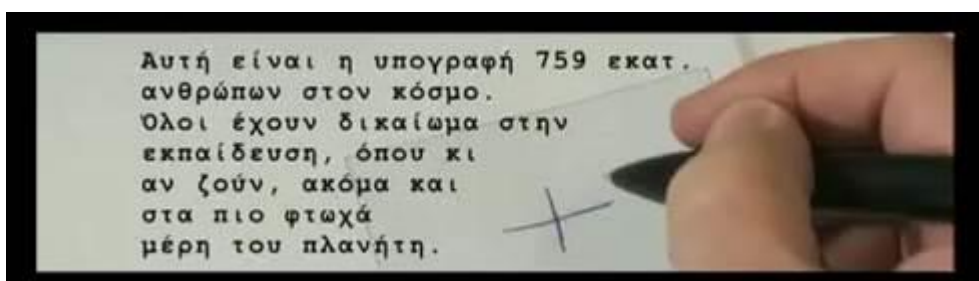 Αυτή είναι η υπογραφή 759 εκατ.
ανθρώπων στον κόσμο.
Όλοι έχουν δικαίωμα στην
εκπαίδευση, όπου κι
αν ζούν, ακόμα και
στα πιο φτωχά
μέρη του πλανήτη.